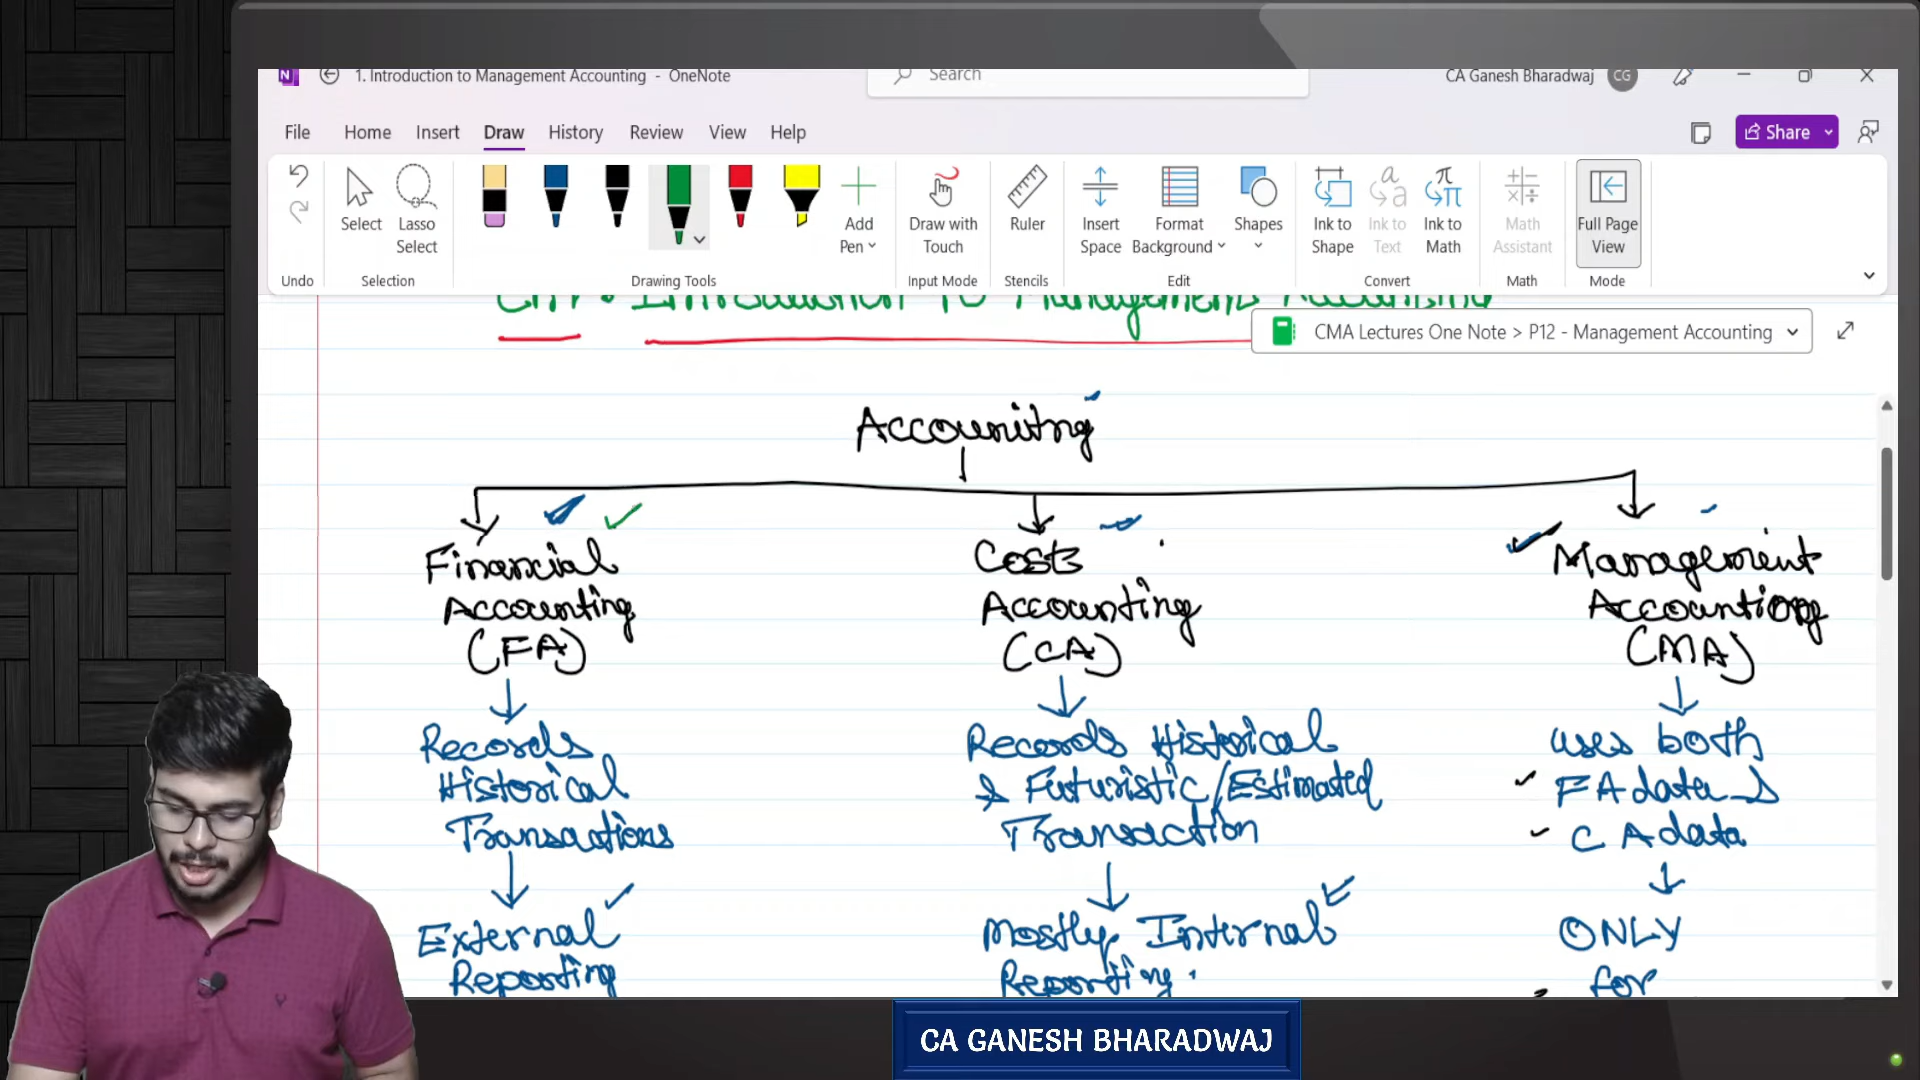 1. Introduction to Management Accounting - OneNote
Search
CA Ganesh Bharadwaj
CG
File Home Insert Draw History Review View Help
Share
Undo
Select
Lasso Select
Selection
Drawing Tools
Add Pen
Draw with Touch
Input Mode
Ruler
Stencils
Insert Space
Format Background
Shapes
Edit
Ink to Shape
Ink to Text
Ink to Math
Convert
Math Assistant
Math
Full Page View
Mode
Introduction To Management Accounting
CMA Lectures One Note > P12 - Management Accounting
Accounitng
Financial
Accounting
(FA)
Records
Historical
Transactions
External
Reporting
Costs
Accounting
(CA)
Records Historical
& Futuristic/Estimated
Transaction
Mostly Internal
Reporting.
Management
Accounting
(MA)
uses both
FA data &
CA data
ONLY
for
CA GANESH BHARADWAJ